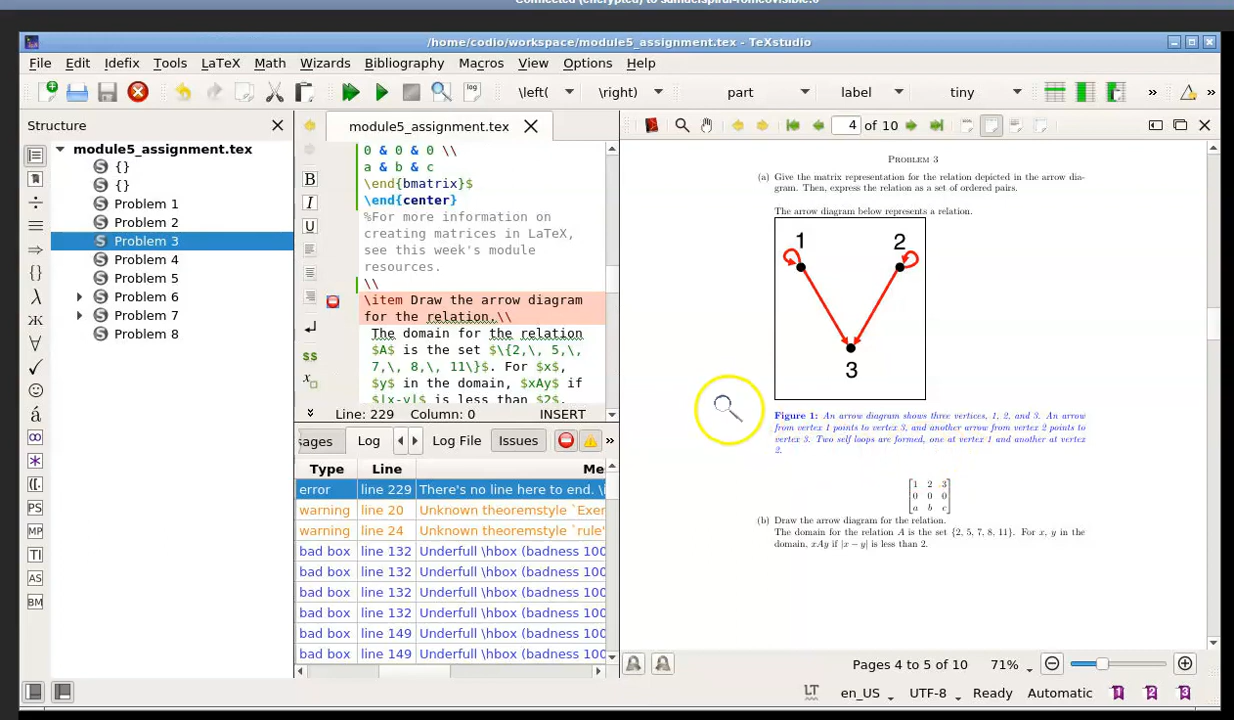 /home/codio/workspace/module5_assignment.tex - TeXstudio
File Edit Idefix Tools LaTeX Math Wizards Bibliography Macros View Options Help
\left( \right) part label tiny
Structure
module5_assignment.tex
{}
{}
Problem 1
Problem 2
Problem 3
Problem 4
Problem 5
Problem 6
Problem 7
Problem 8
module5_assignment.tex
0 & 0 & 0 \\
a & b & c
\end{bmatrix}$
\end{center}
%For more information on
creating matrices in LaTeX,
see this week's module
resources.
\\
\item Draw the arrow diagram
for the relation.\\
The domain for the relation
$A$ is the set $\{2,\, 5,\,
7,\, 8,\, 11\}$. For $x$,
$y$ in the domain, $xAy$ if
$|x-y|$ is less than $2$.
Line: 229 Column: 0 INSERT
sages Log Log File Issues
Type Line Me
error line 229 There's no line here to end. \i
warning line 20 Unknown theoremstyle `Exer
warning line 24 Unknown theoremstyle `rule'
bad box line 132 Underfull \hbox (badness 100
bad box line 132 Underfull \hbox (badness 100
bad box line 132 Underfull \hbox (badness 100
bad box line 132 Underfull \hbox (badness 100
bad box line 149 Underfull \hbox (badness 100
bad box line 149 Underfull \hbox (badness 100
4 of 10
PROBLEM 3
(a) Give the matrix representation for the relation depicted in the arrow dia-
gram. Then, express the relation as a set of ordered pairs.
The arrow diagram below represents a relation.
1 2
3
Figure 1: An arrow diagram shows three vertices, 1, 2, and 3. An arrow
from vertex 1 points to vertex 3, and another arrow from vertex 2 points to
vertex 3. Two self loops are formed, one at vertex 1 and another at vertex
2.
1 2 3
0 0 0
a b c
(b) Draw the arrow diagram for the relation.
The domain for the relation A is the set {2, 5, 7, 8, 11}. For x, y in the
domain, xAy if |x − y| is less than 2.
Pages 4 to 5 of 10 71%
LT en_US UTF-8 Ready Automatic 1 2 3